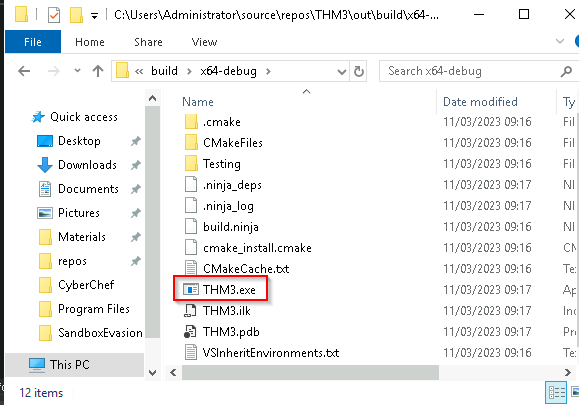 C:\Users\Administrator\source\repos\THM3\out\build\x64-...
File Home Share View
build x64-debug
Search x64-debug
Name Date modified
Quick access
Desktop
Downloads
Documents
Pictures
Materials
repos
CyberChef
Program Files
SandboxEvasion
This PC
.cmake 11/03/2023 09:16 Fil
CMakeFiles 11/03/2023 09:16 Fil
Testing 11/03/2023 09:16 Fil
.ninja_deps 11/03/2023 09:17 NI
.ninja_log 11/03/2023 09:17 NI
build.ninja 11/03/2023 09:16 NI
cmake_install.cmake 11/03/2023 09:16 CM
CMakeCache.txt 11/03/2023 09:16 Te
THM3.exe 11/03/2023 09:17 Ap
THM3.ilk 11/03/2023 09:17 In
THM3.pdb 11/03/2023 09:17 Pr
VSInheritEnvironments.txt 11/03/2023 09:16 Te
12 items